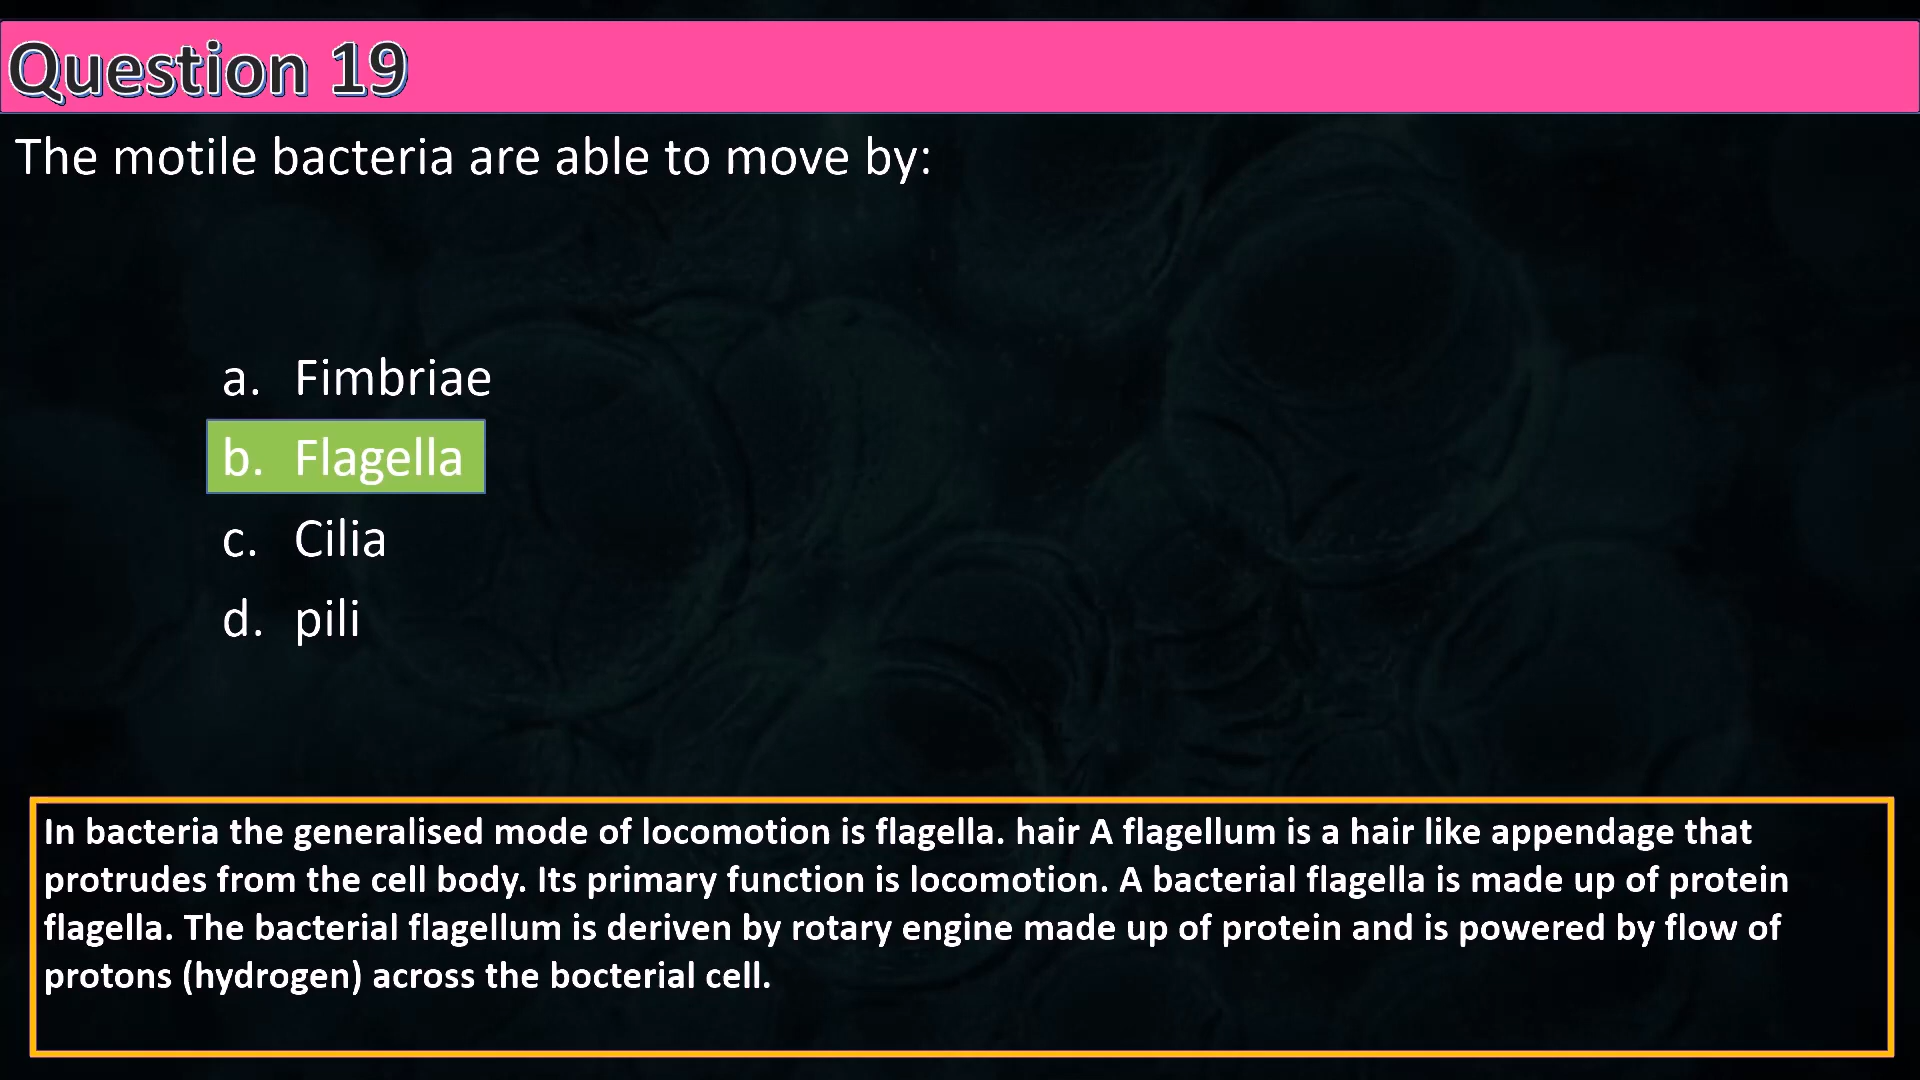 Question 19
The motile bacteria are able to move by:
a. Fimbriae
b. Flagella
c. Cilia
d. pili
In bacteria the generalised mode of locomotion is flagella. hair A flagellum is a hair like appendage that
protrudes from the cell body. Its primary function is locomotion. A bacterial flagella is made up of protein
flagella. The bacterial flagellum is deriven by rotary engine made up of protein and is powered by flow of
protons (hydrogen) across the bocterial cell.